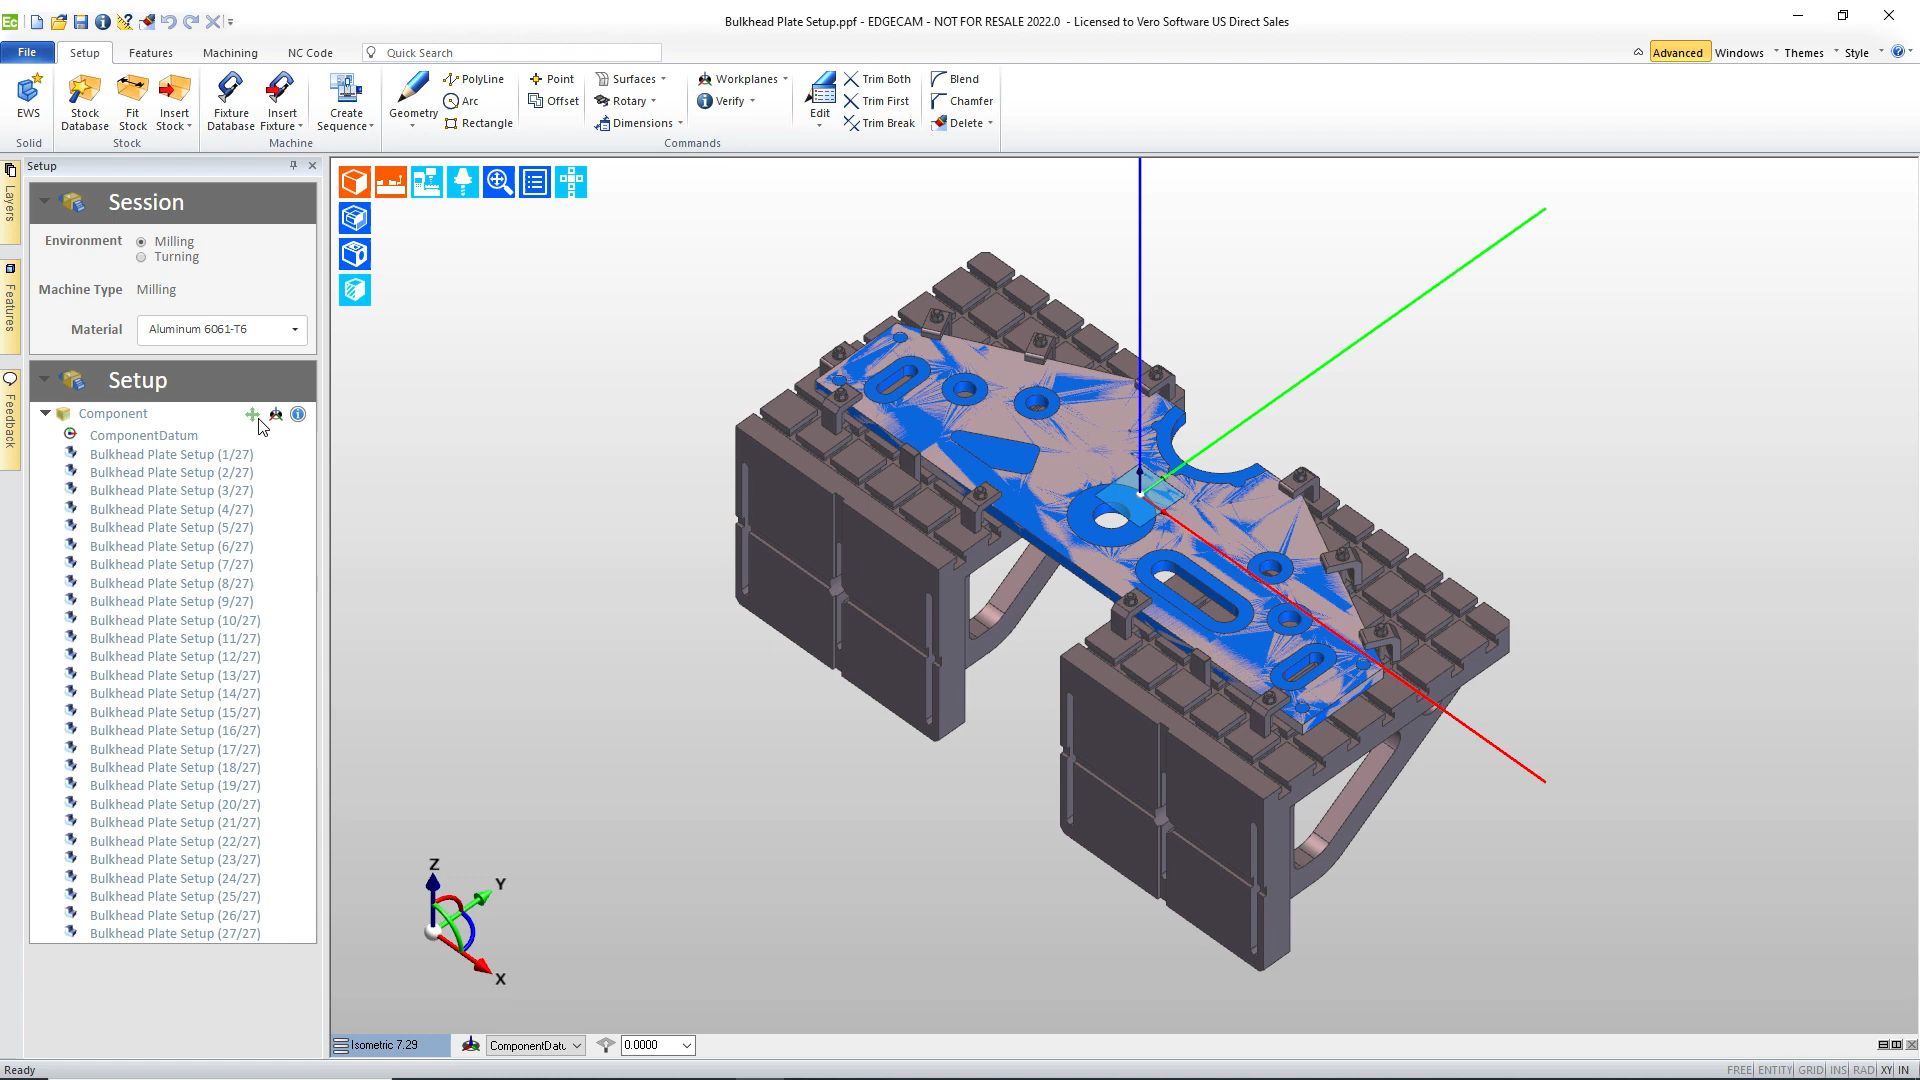 Ec
Bulkhead Plate Setup.ppf - EDGECAM - NOT FOR RESALE 2022.0 - Licensed to Vero Software US Direct Sales
File Setup Features Machining NC Code Quick Search Advanced Windows Themes Style
EWS
Stock Database
Fit Stock
Insert Stock
Fixture Database
Insert Fixture
Create Sequence
Geometry
PolyLine
Arc
Rectangle
Point
Offset
Surfaces
Rotary
Dimensions
Workplanes
Verify
Edit
Trim Both
Trim First
Trim Break
Blend
Chamfer
Delete
Solid Stock Machine Commands
Layers
Features
Feedback
Setup
Session
Environment Milling
Turning
Machine Type Milling
Material Aluminum 6061-T6
Setup
Component
ComponentDatum
Bulkhead Plate Setup (1/27)
Bulkhead Plate Setup (2/27)
Bulkhead Plate Setup (3/27)
Bulkhead Plate Setup (4/27)
Bulkhead Plate Setup (5/27)
Bulkhead Plate Setup (6/27)
Bulkhead Plate Setup (7/27)
Bulkhead Plate Setup (8/27)
Bulkhead Plate Setup (9/27)
Bulkhead Plate Setup (10/27)
Bulkhead Plate Setup (11/27)
Bulkhead Plate Setup (12/27)
Bulkhead Plate Setup (13/27)
Bulkhead Plate Setup (14/27)
Bulkhead Plate Setup (15/27)
Bulkhead Plate Setup (16/27)
Bulkhead Plate Setup (17/27)
Bulkhead Plate Setup (18/27)
Bulkhead Plate Setup (19/27)
Bulkhead Plate Setup (20/27)
Bulkhead Plate Setup (21/27)
Bulkhead Plate Setup (22/27)
Bulkhead Plate Setup (23/27)
Bulkhead Plate Setup (24/27)
Bulkhead Plate Setup (25/27)
Bulkhead Plate Setup (26/27)
Bulkhead Plate Setup (27/27)
Z
Y
X
Isometric 7.29 ComponentDatu 0.0000
Ready FREE ENTITY GRID INS RAD XY IN